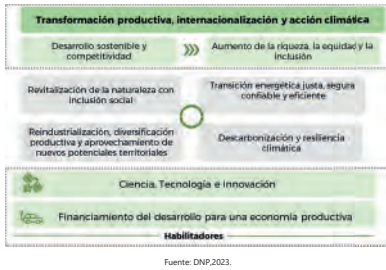 Transformación productiva, internacionalización y acción climática
Desarrollo sostenible y
competitividad
Aumento de la riqueza, la equidad y la
inclusión
Revitalización de la naturaleza con
inclusión social
Transición energética justa, segura
confiable y eficiente
Reindustrialización, diversificación
productiva y aprovechamiento de
nuevos potenciales territoriales
Descarbonización y resiliencia
climática
Ciencia, Tecnología e Innovación
Financiamiento del desarrollo para una economía productiva
Habilitadores
Fuente: DNP,2023.